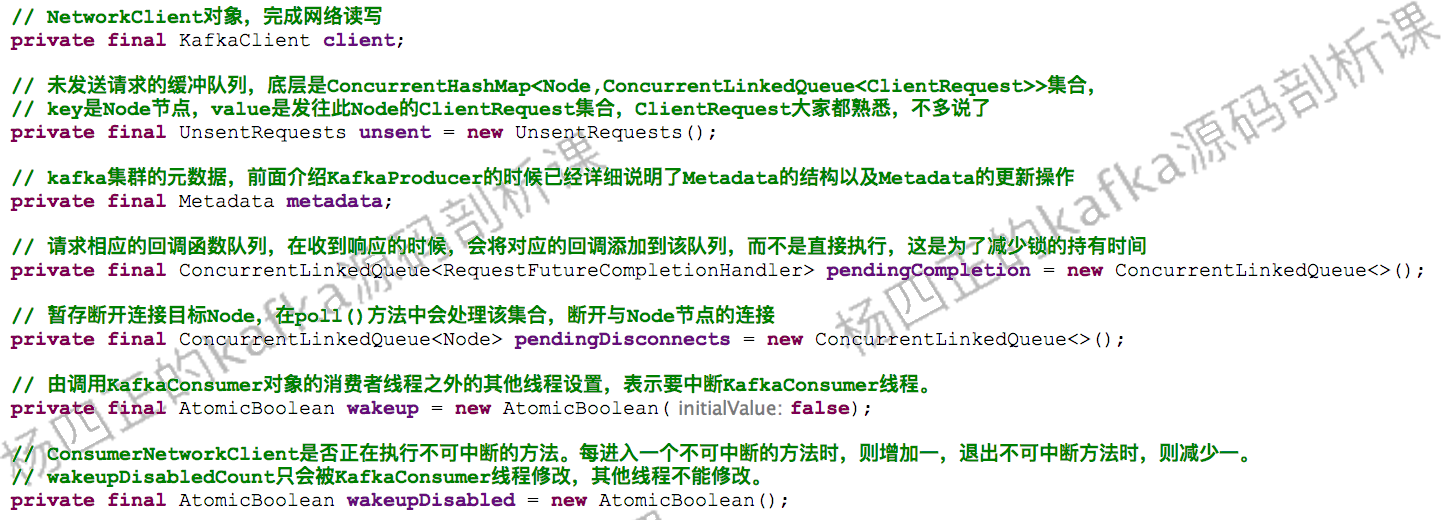 // NetworkClient对象，完成网络读写
private final KafkaClient client;
// 未发送请求的缓冲队列，底层是ConcurrentHashMap<Node,ConcurrentLinkedQueue<ClientRequest>>集合，
// key是Node节点，value是发往此Node的ClientRequest集合，ClientRequest大家都熟悉，不多说了
private final UnsentRequests unsent = new UnsentRequests();
// kafka集群的元数据，前面介绍KafkaProducer的时候已经详细说明了Metadata的结构以及Metadata的更新操作
private final Metadata metadata;
// 请求相应的回调函数队列，在收到响应的时候，会将对应的回调添加到该队列，而不是直接执行，这是为了减少锁的持有时间
private final ConcurrentLinkedQueue<RequestFutureCompletionHandler> pendingCompletion = new ConcurrentLinkedQueue<>();
// 暂存断开连接目标Node，在poll()方法中会处理该集合，断开与Node节点的连接
private final ConcurrentLinkedQueue<Node> pendingDisconnects = new ConcurrentLinkedQueue<>();
// 由调用KafkaConsumer对象的消费者线程之外的其他线程设置，表示要中断KafkaConsumer线程。
private final AtomicBoolean wakeup = new AtomicBoolean( initialValue: false);
// ConsumerNetworkClient是否正在执行不可中断的方法。每进入一个不可中断的方法时，则增加一，退出不可中断方法时，则减少一。
// wakeupDisabledCount只会被KafkaConsumer线程修改，其他线程不能修改。
private final AtomicBoolean wakeupDisabled = new AtomicBoolean();
杨四正的kafka源码剖析课
杨四正的kafka源码剖析课